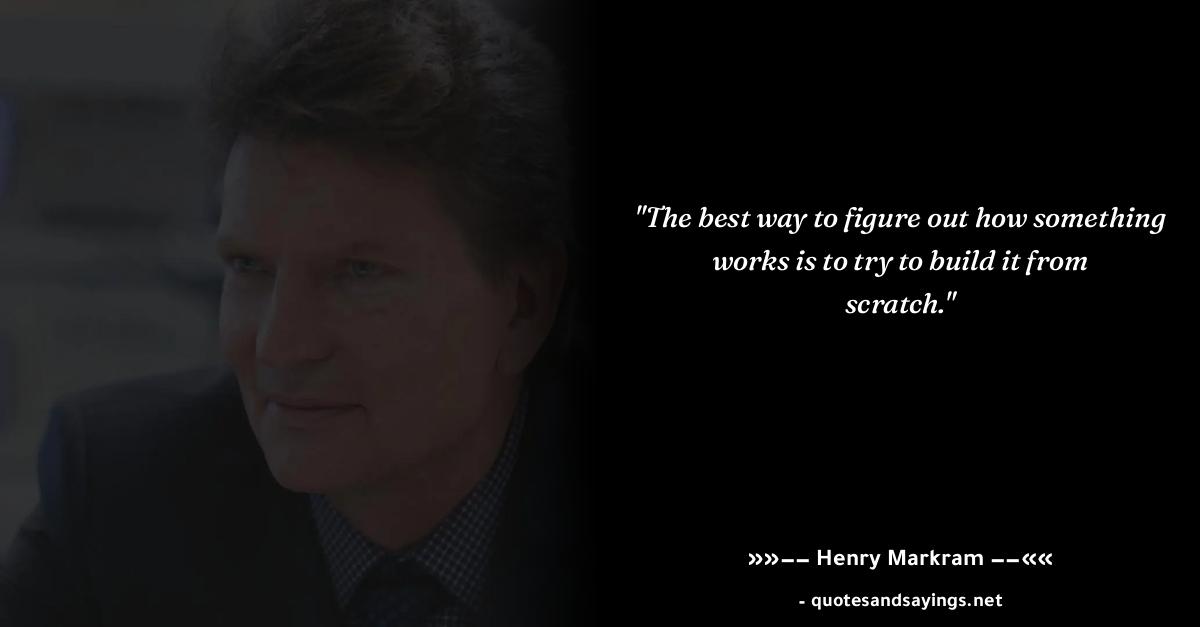 "The best way to figure out how something
works is to try to build it from
scratch."
»»−− Henry Markram −−««
- quotesandsayings.net